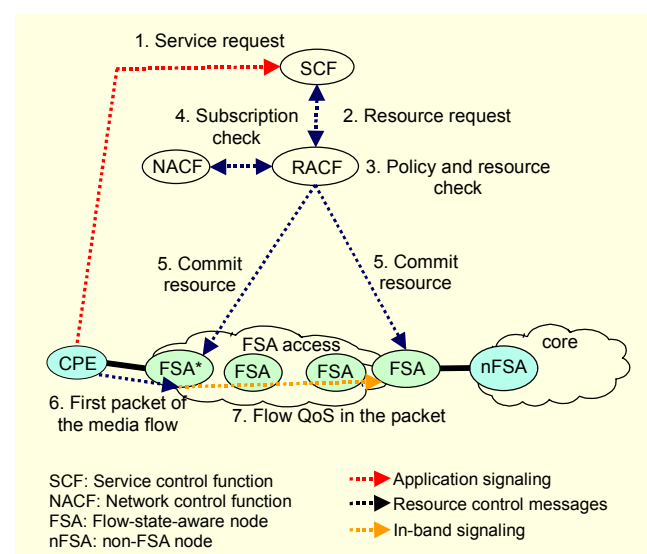 1. Service request
SCF
4. Subscription
check
2. Resource request
NACF
RACF
3. Policy and resource
check
5. Commit
resource
5. Commit
resource
FSA access
core
CPE
FSA*
FSA
FSA
FSA
nFSA
6. First packet of
the media flow
7. Flow QoS in the packet
SCF: Service control function
NACF: Network control function
FSA: Flow-state-aware node
nFSA: non-FSA node
Application signaling
Resource control messages
In-band signaling